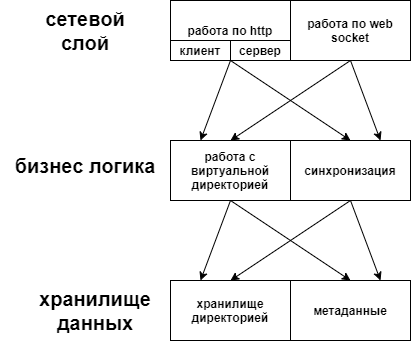 сетевой
слой
работа по http
клиент
сервер
работа по web
socket
бизнес логика
работа с
виртуальной
директорией
синхронизация
хранилище
данных
хранилище
директорией
метаданные